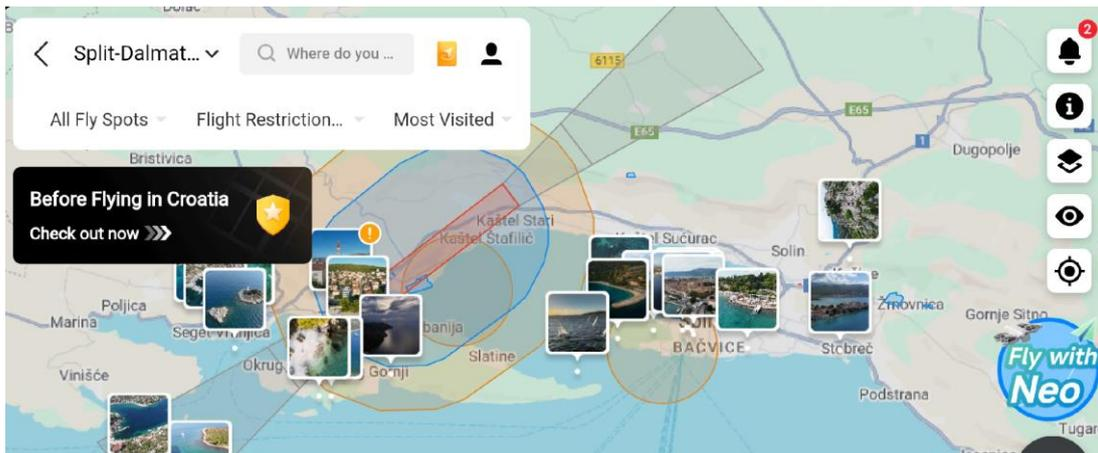 2
Split-Dalmat...
Where do you ...
All Fly Spots
Flight Restriction...
Most Visited
6115
E65
E65
1
Dugopolje
Bristivica
Before Flying in Croatia
Check out now
Kaštel Stari
Kaštel Štafilić
Solin
Poljica
Marina
Žrnovnica
Gornje Sitno
Slatine
BAČVICE
Stobreč
Okrug
Gornji
Vinišće
Podstrana
Fly with
Neo
Tugar